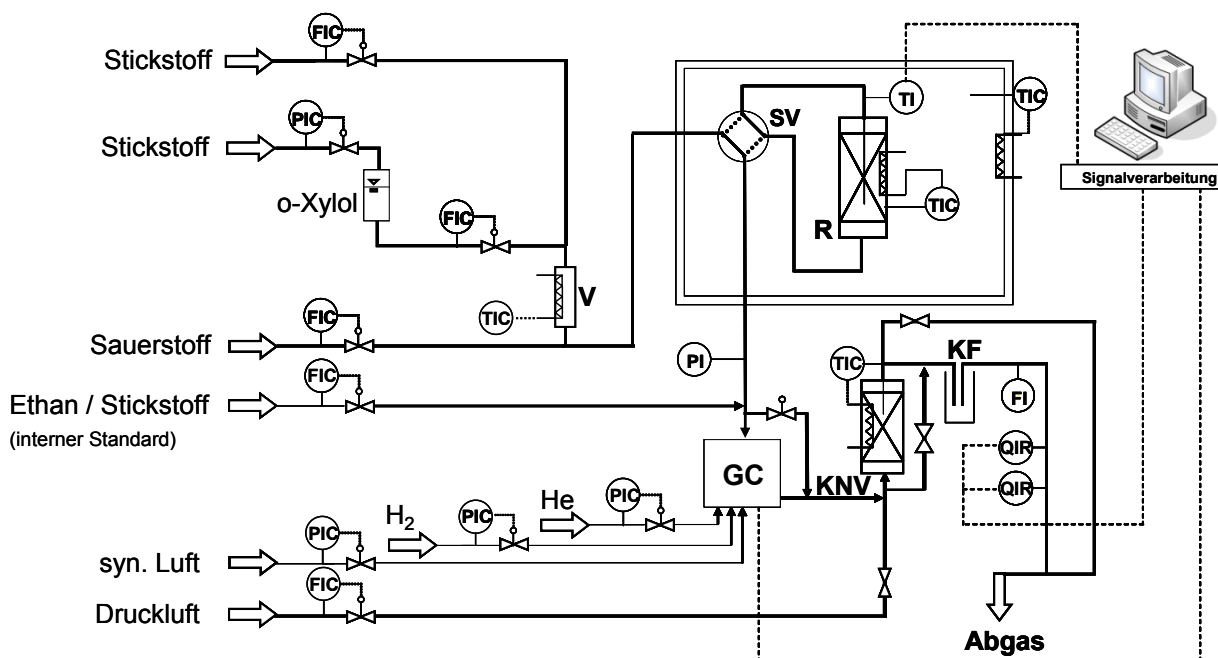 FIC
Stickstoff
SV
TI
TIC
PIC
Stickstoff
TIC
Signalverarbeitung
o-Xylol
FIC
R
V
FIC
TIC
Sauerstoff
PI
TIC
KF
FIC
FI
Ethan / Stickstoff
(interner Standard)
GC
QIR
KNV
QIR
He
PIC
H2
PIC
PIC
syn. Luft
FIC
Druckluft
Abgas